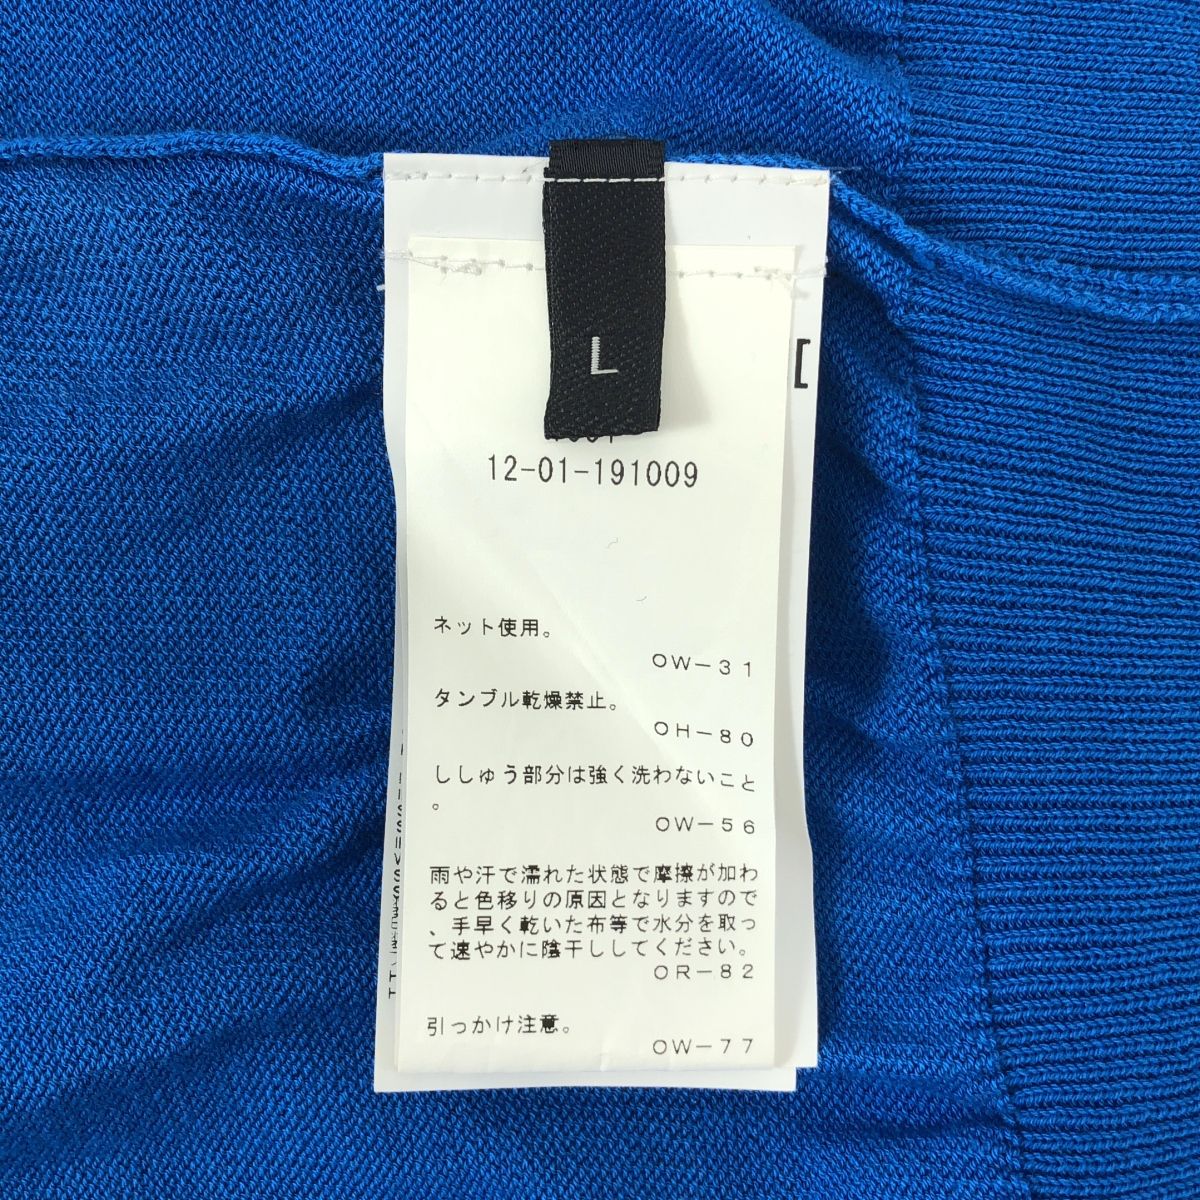 L
12-01-191009
ネット使用。
OW-31
タンブル乾燥禁止。
OH-80
ししゅう部分は強く洗わないこと
。
OW-56
雨や汗で濡れた状態で摩擦が加わ
ると色移りの原因となりますので
、手早く乾いた布等で水分を取っ
て速やかに陰干ししてください。
OR-82
引っかけ注意。
OW-77